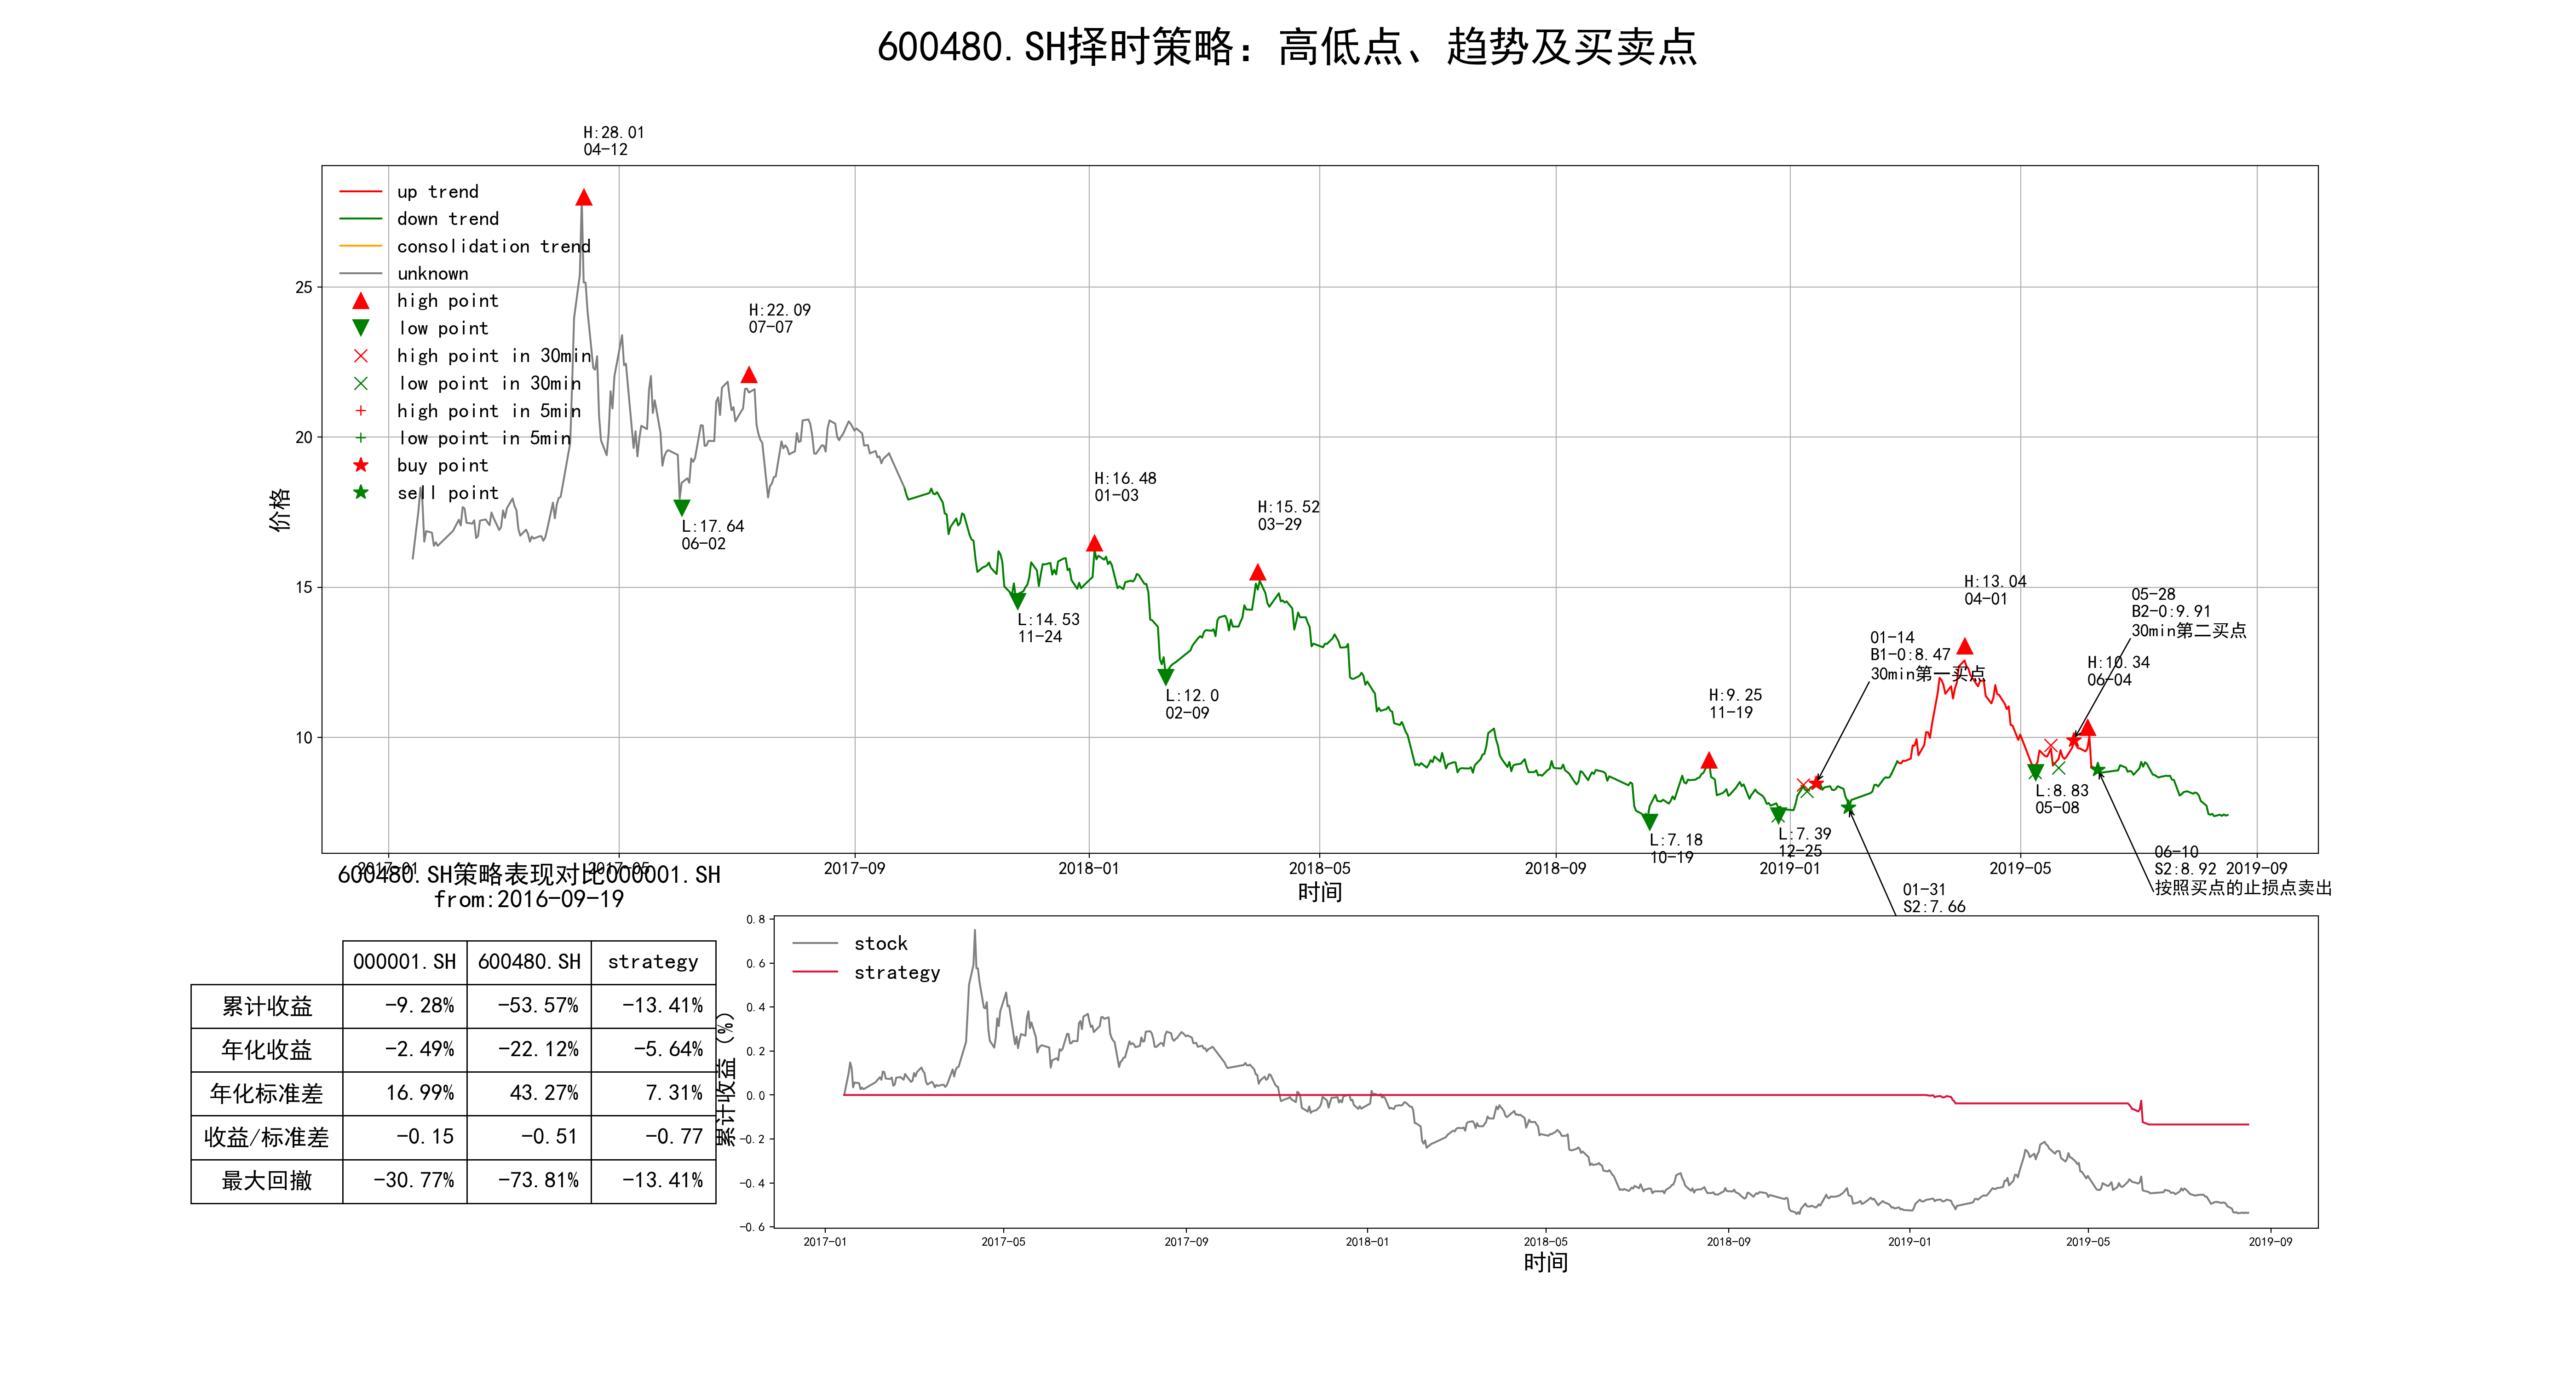 600480.SH择时策略: 高低点、趋势及买卖点
H:28.01
04-12
up trend
down trend
consolidation trend
unknown
high point
low point
high point in 30min
low point in 30min
high point in 5min
low point in 5min
buy point
sell point
H:22.09
07-07
L:17.64
06-02
H:16.48
01-03
H:15.52
03-29
L:14.53
11-24
L:12.0
02-09
H:9.25
11-19
L:7.18
10-19
L:7.39
12-25
01-14
B1-0:8.47
30min第一买点
H:13.04
04-01
05-28
B2-0:9.91
30min第二买点
H:10.34
06-04
L:8.83
05-08
06-10
S2:8.92
按照买点的止损点卖出
01-31
S2:7.66
价格
25
20
15
10
2017-01
2017-05
2017-09
2018-01
2018-05
2018-09
2019-01
2019-05
2019-09
时间
600480.SH策略表现对比000001.SH
from:2016-09-19
000001.SH 600480.SH strategy
累计收益 -9.28% -53.57% -13.41%
年化收益 -2.49% -22.12% -5.64%
年化标准差 16.99% 43.27% 7.31%
收益/标准差 -0.15 -0.51 -0.77
最大回撤 -30.77% -73.81% -13.41%
累计收益（%）
0.8
0.6
0.4
0.2
0.0
-0.2
-0.4
-0.6
stock
strategy
2017-01
2017-05
2017-09
2018-01
2018-05
2018-09
2019-01
2019-05
2019-09
时间